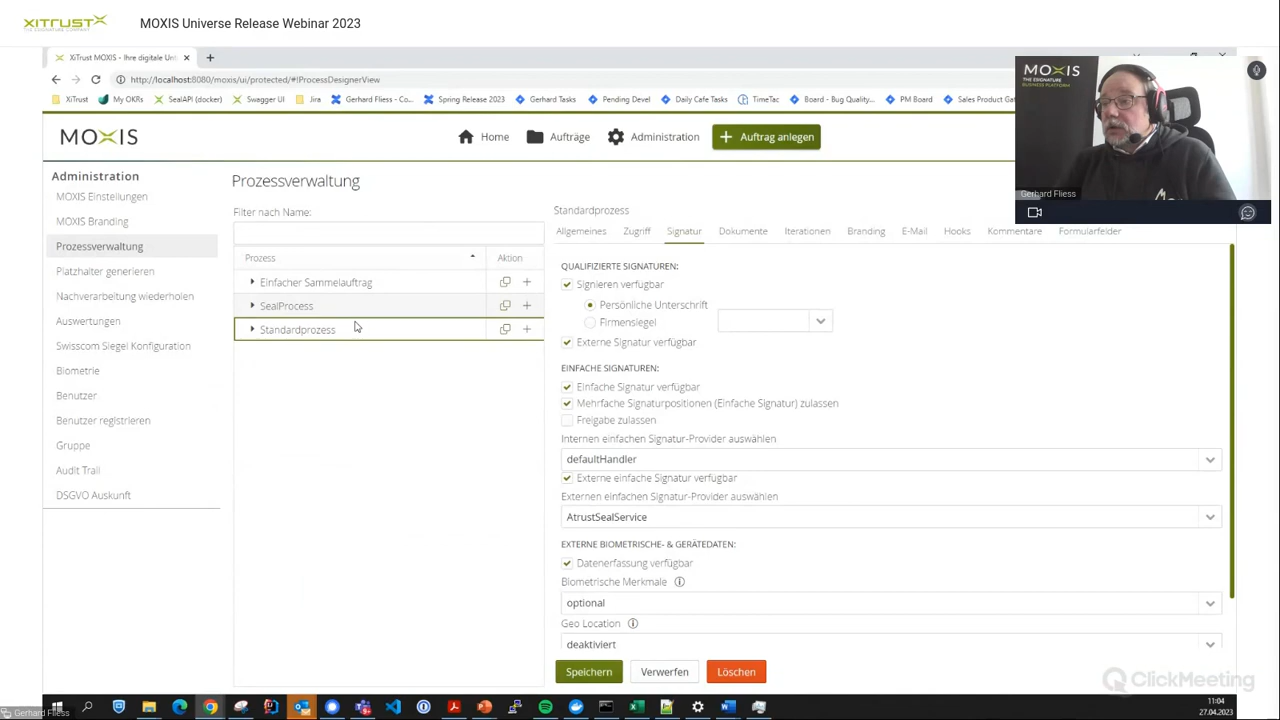 XITRUST
THE ESIGNATURE COMPANY
MOXIS Universe Release Webinar 2023
XiTrust MOXIS - Ihre digitale Unt
http://localhost:8080/moxis/ui/protected/#!ProcessDesignerView
XiTrust
My OKRs
SealAPI (docker)
Swagger UI
Jira
Gerhard Fliess - Co...
Spring Release 2023
Gerhard Tasks
Pending Devel
Daily Cafe Tasks
TimeTac
Board - Bug Quality...
PM Board
Sales Product Gat
MOXIS
THE ESIGNATURE
BUSINESS PLATFORM
Gerhard Fliess
MOXIS
Home
Aufträge
Administration
Auftrag anlegen
Administration
MOXIS Einstellungen
MOXIS Branding
Prozessverwaltung
Platzhalter generieren
Nachverarbeitung wiederholen
Auswertungen
Swisscom Siegel Konfiguration
Biometrie
Benutzer
Benutzer registrieren
Gruppe
Audit Trail
DSGVO Auskunft
Prozessverwaltung
Filter nach Name:
Prozess
Aktion
Einfacher Sammelauftrag
SealProcess
Standardprozess
Standardprozess
Allgemeines
Zugriff
Signatur
Dokumente
Iterationen
Branding
E-Mail
Hooks
Kommentare
Formularfelder
QUALIFIZIERTE SIGNATUREN:
Signieren verfügbar
Persönliche Unterschrift
Firmensiegel
Externe Signatur verfügbar
EINFACHE SIGNATUREN:
Einfache Signatur verfügbar
Mehrfache Signaturpositionen (Einfache Signatur) zulassen
Freigabe zulassen
Internen einfachen Signatur-Provider auswählen
defaultHandler
Externe einfache Signatur verfügbar
Externen einfachen Signatur-Provider auswählen
AtrustSealService
EXTERNE BIOMETRISCHE- & GERÄTEDATEN:
Datenerfassung verfügbar
Biometrische Merkmale
optional
Geo Location
deaktiviert
Speichern
Verwerfen
Löschen
ClickMeeting
Gerhard Fliess
11:04
27.04.2023